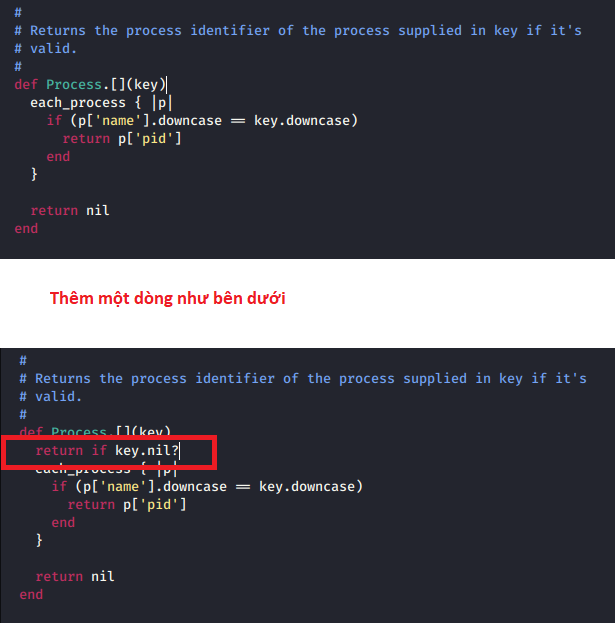 #
# Returns the process identifier of the process supplied in key if it's
# valid.
#
def Process.[](key)
each_process { |p|
if (p['name'].downcase == key.downcase)
return p['pid']
end
}
return nil
end
Thêm một dòng như bên dưới
#
# Returns the process identifier of the process supplied in key if it's
# valid.
#
def Process.[](key)
return if key.nil?
each_process { |p|
if (p['name'].downcase == key.downcase)
return p['pid']
end
}
return nil
end